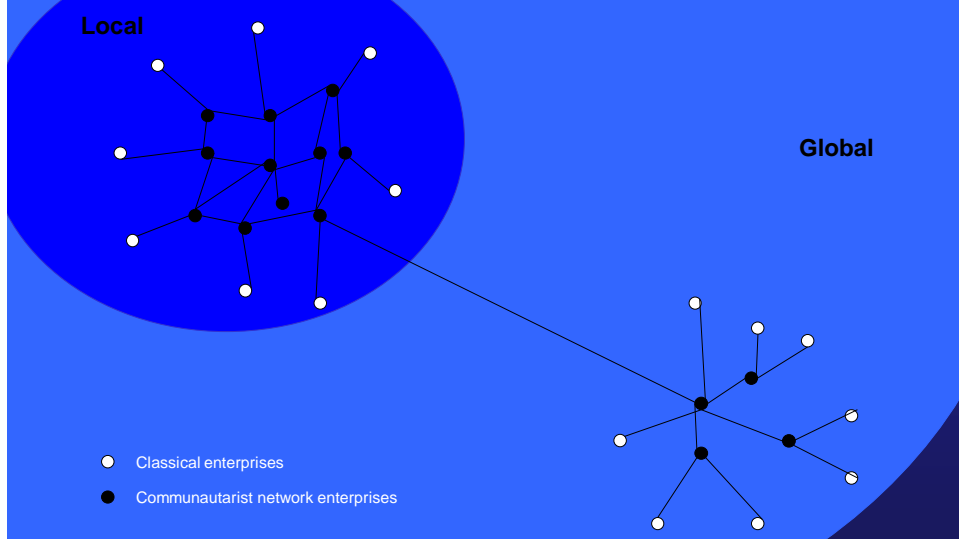 Local
Global
Classical enterprises
Communautarist network enterprises